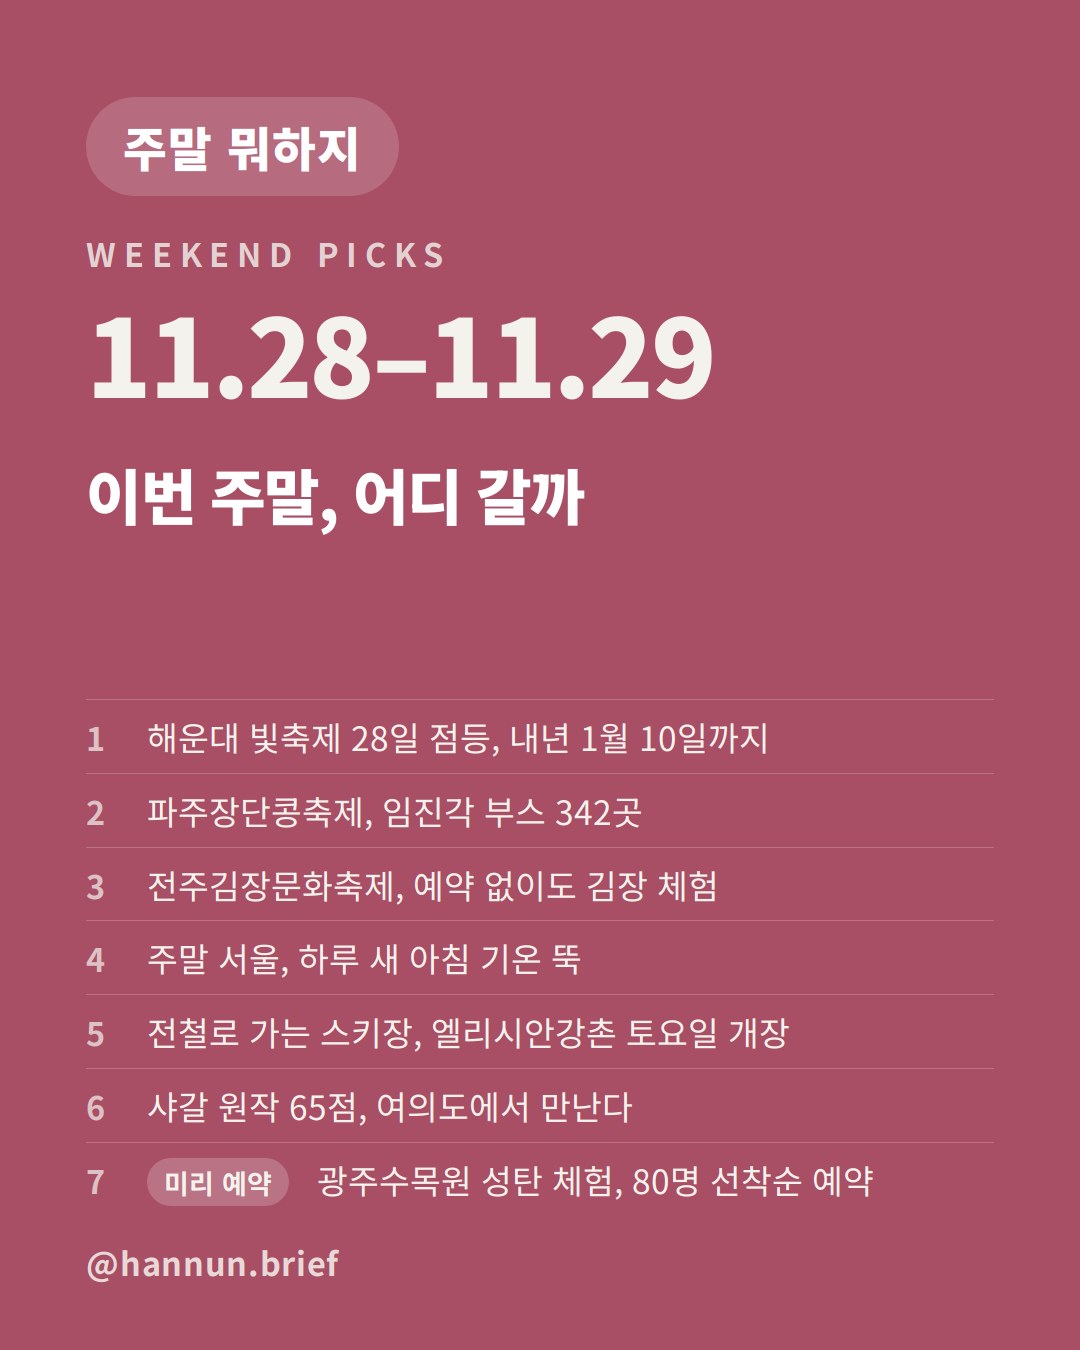 주말 뭐하지
WEEKEND PICKS
11.28–11.29
이번 주말, 어디 갈까
1 해운대 빛축제 28일 점등, 내년 1월 10일까지
2 파주장단콩축제, 임진각 부스 342곳
3 전주김장문화축제, 예약 없이도 김장 체험
4 주말 서울, 하루 새 아침 기온 뚝
5 전철로 가는 스키장, 엘리시안강촌 토요일 개장
6 샤갈 원작 65점, 여의도에서 만난다
7 미리 예약 광주수목원 성탄 체험, 80명 선착순 예약
@hannun.brief